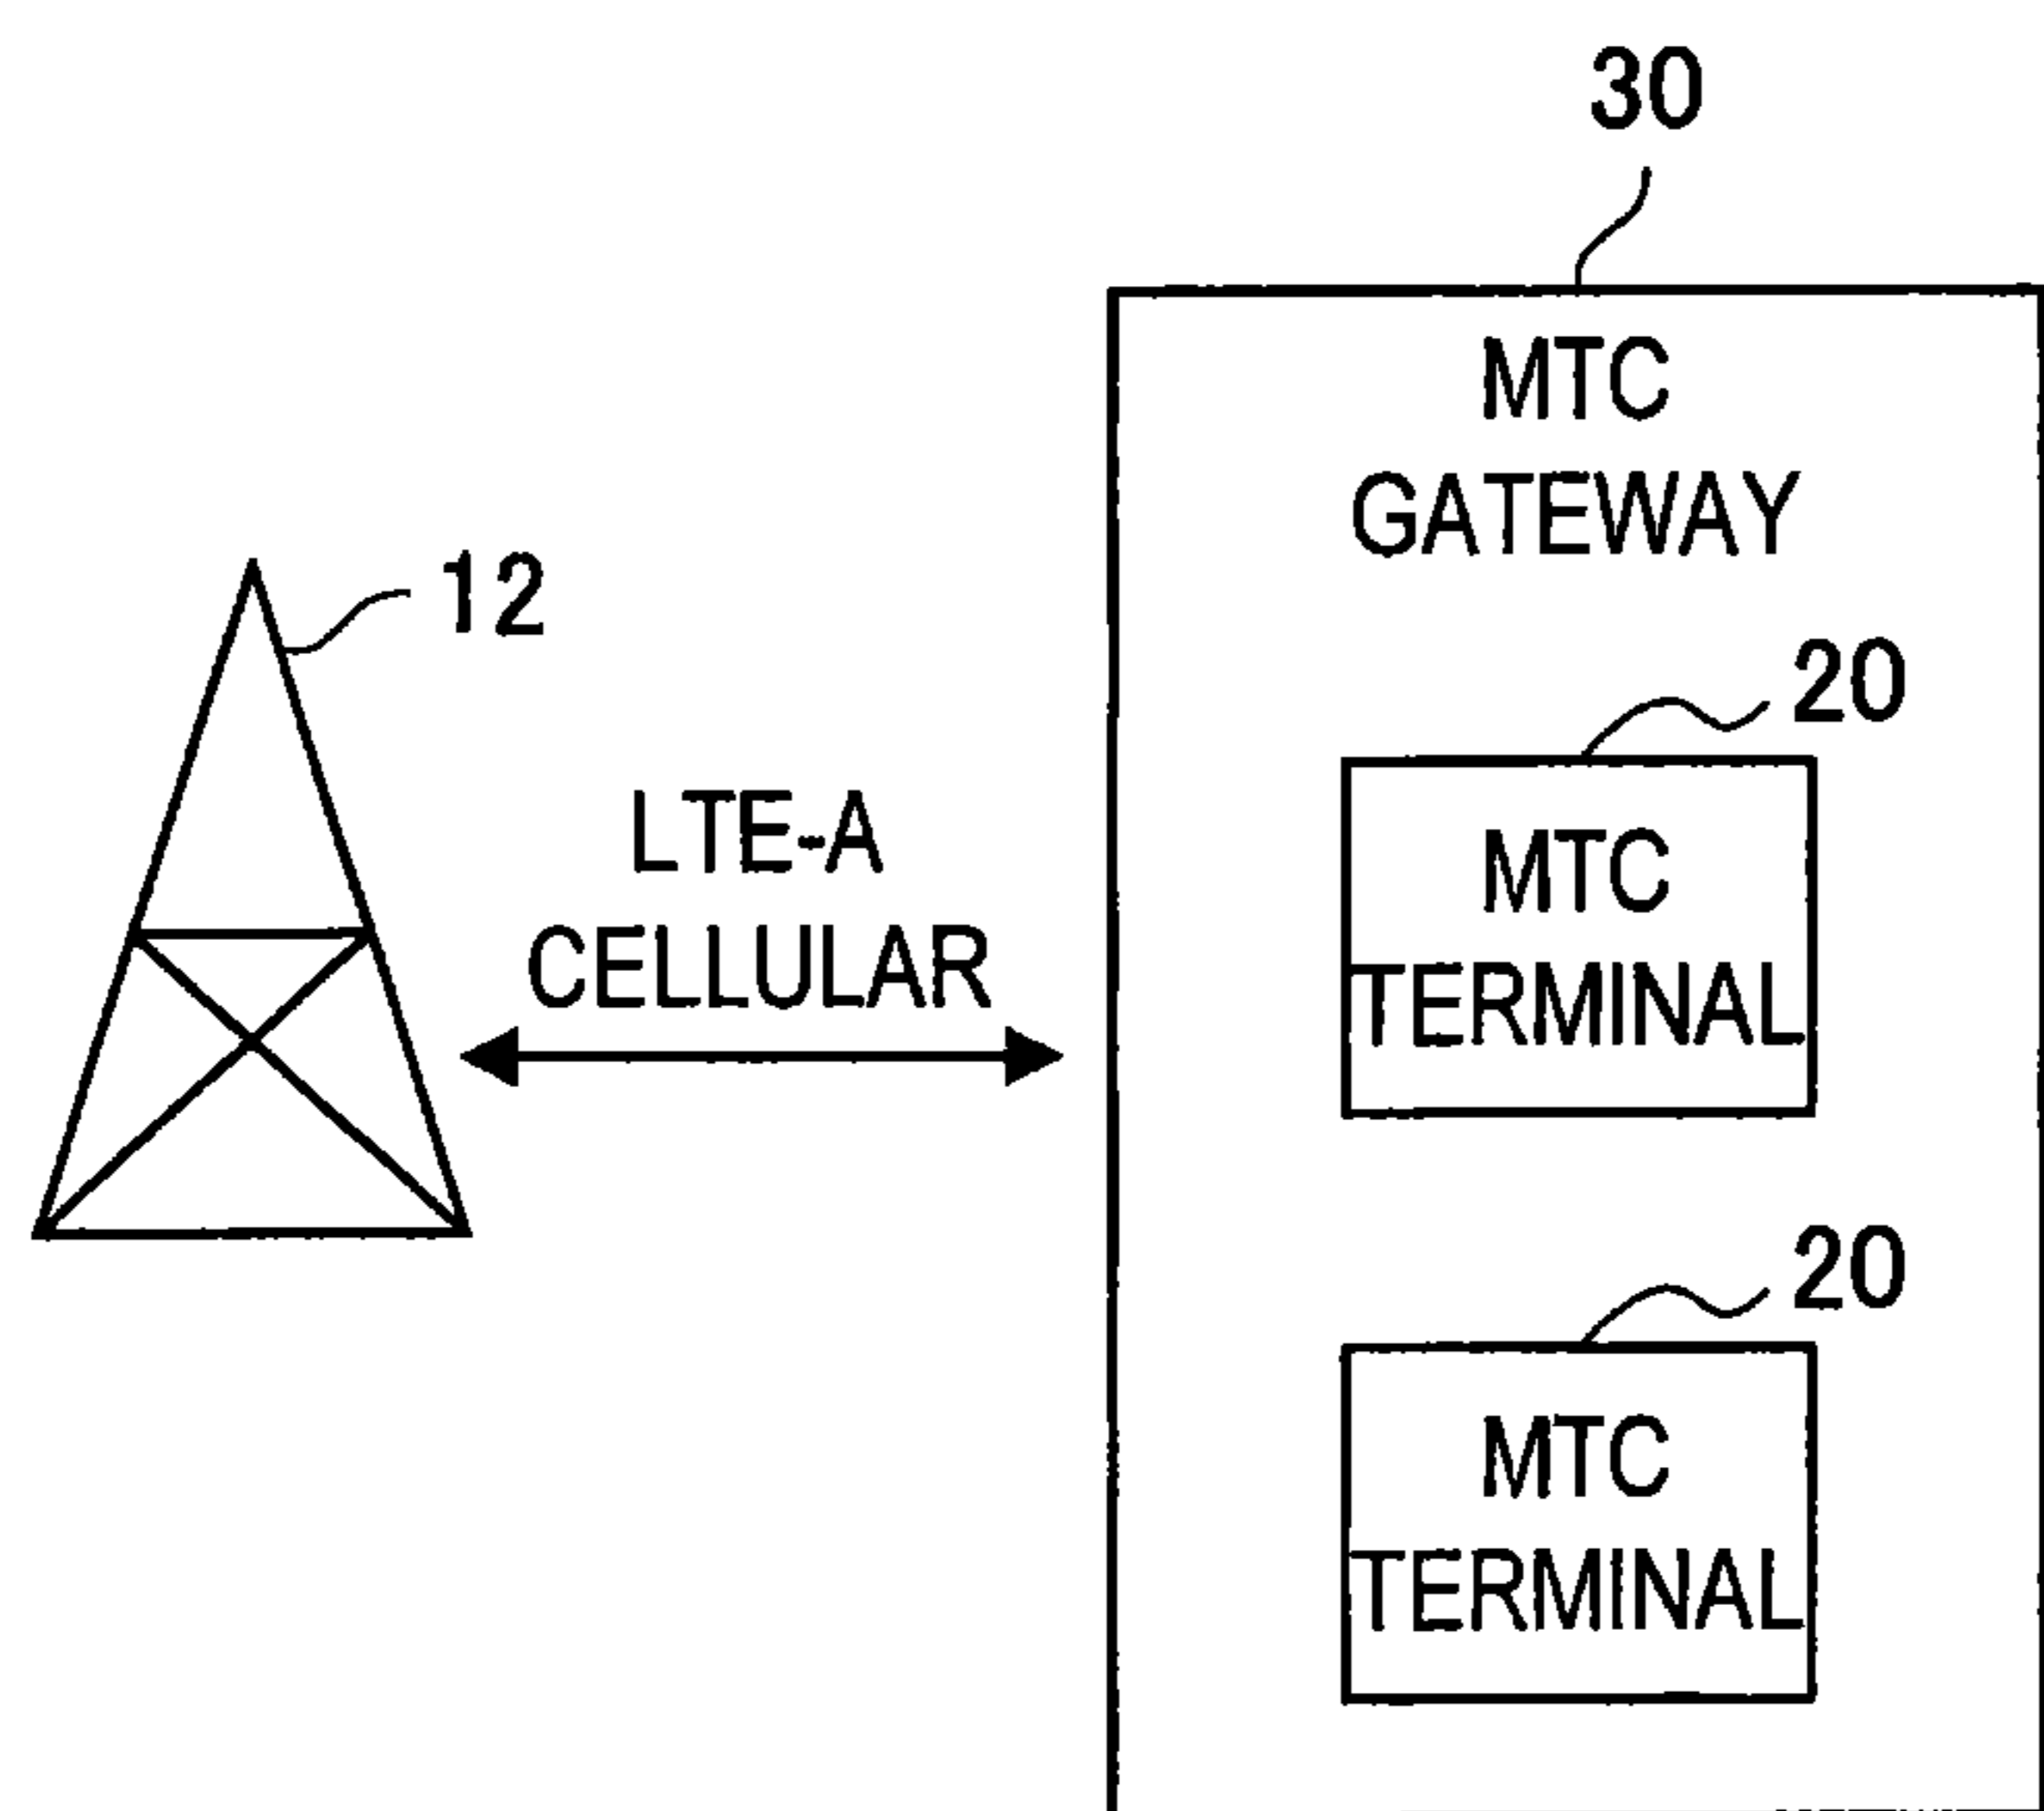 30
MTC
GATEWAY
12
20
LTE-A
CELLULAR
MTC
TERMINAL
20
MTC
TERMINAL